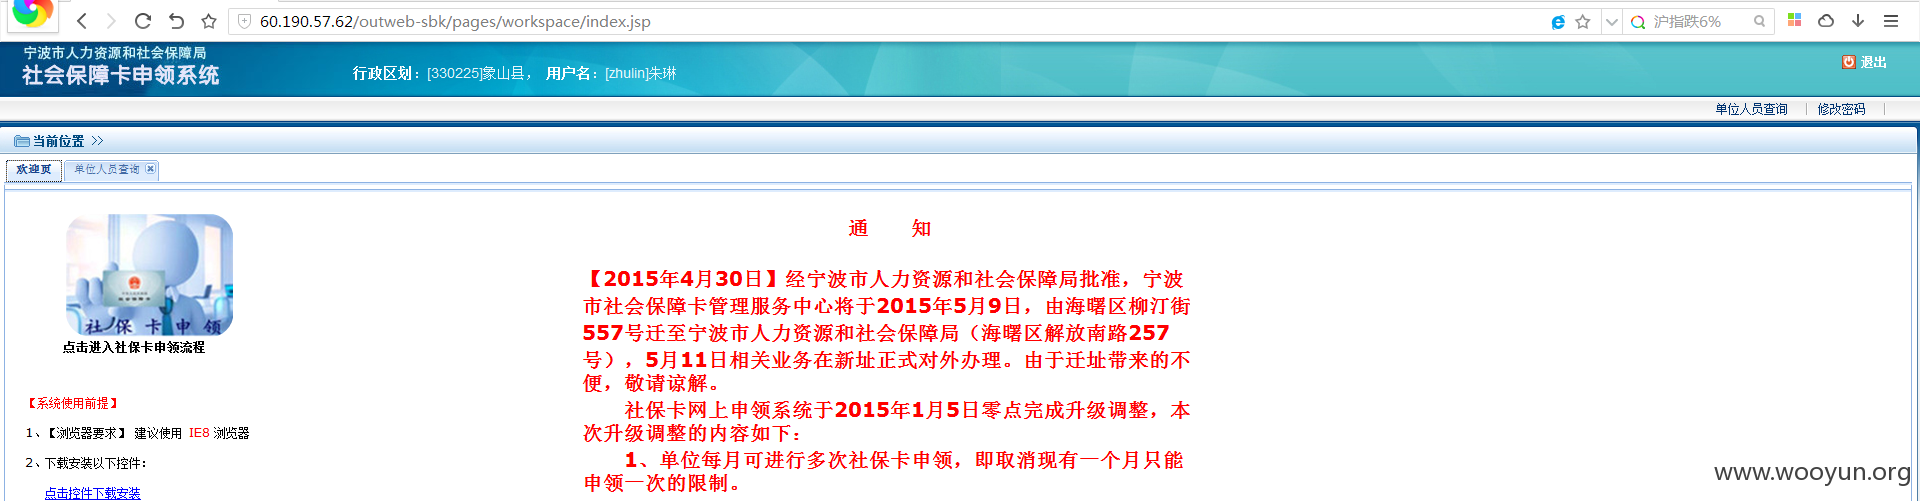 60.190.57.62/outweb-sbk/pages/workspace/index.jsp
沪指跌6%
宁波市人力资源和社会保障局
社会保障卡申领系统
行政区划：[330225]象山县， 用户名：[zhulin]朱琳
退出
单位人员查询
修改密码
当前位置 >>
欢迎页
单位人员查询
社 保 卡 申 领
点击进入社保卡申领流程
【系统使用前提】
1、【浏览器要求】 建议使用 IE8 浏览器
2、下载安装以下控件：
点击控件下载安装
通 知
【2015年4月30日】经宁波市人力资源和社会保障局批准，宁波
市社会保障卡管理服务中心将于2015年5月9日，由海曙区柳汀街
557号迁至宁波市人力资源和社会保障局（海曙区解放南路257
号），5月11日相关业务在新址正式对外办理。由于迁址带来的不
便，敬请谅解。
社保卡网上申领系统于2015年1月5日零点完成升级调整，本
次升级调整的内容如下：
1、单位每月可进行多次社保卡申领，即取消现有一个月只能
申领一次的限制。
www.wooyun.org